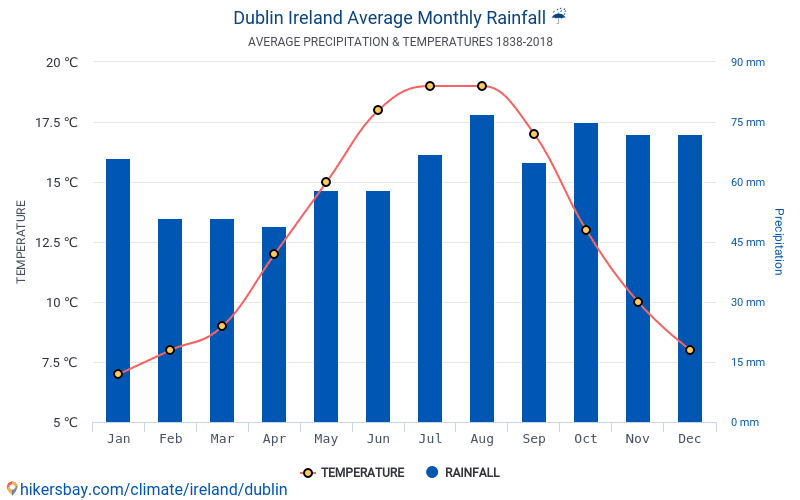 Dublin Ireland Average Monthly Rainfall ☔
AVERAGE PRECIPITATION & TEMPERATURES 1838-2018
20 °C
17.5 °C
15 °C
12.5 °C
10 °C
7.5 °C
5 °C
TEMPERATURE
90 mm
75 mm
60 mm
45 mm
30 mm
15 mm
0 mm
Precipitation
Jan Feb Mar Apr May Jun Jul Aug Sep Oct Nov Dec
TEMPERATURE RAINFALL
hikersbay.com/climate/ireland/dublin